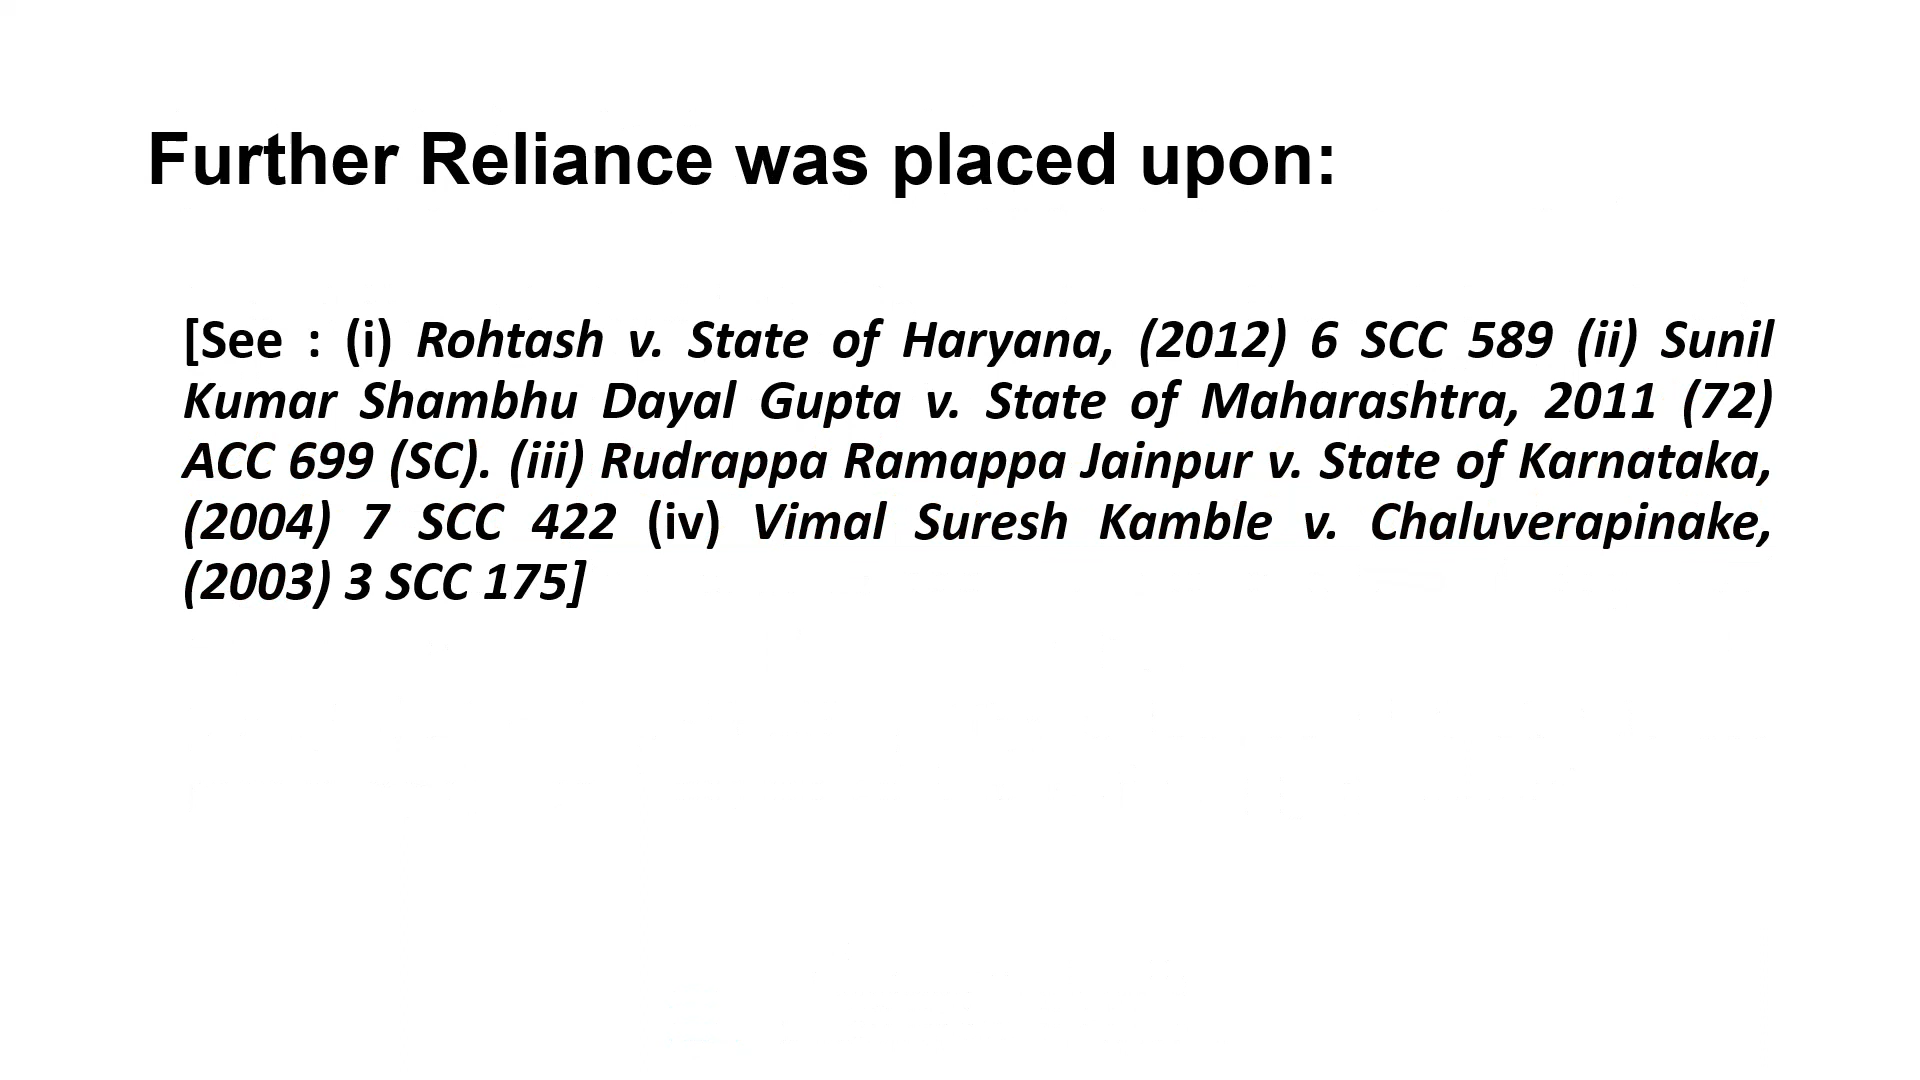 Further Reliance was placed upon:
[See : (i) Rohtash v. State of Haryana, (2012) 6 SCC 589 (ii) Sunil
Kumar Shambhu Dayal Gupta v. State of Maharashtra, 2011 (72)
ACC 699 (SC). (iii) Rudrappa Ramappa Jainpur v. State of Karnataka,
(2004) 7 SCC 422 (iv) Vimal Suresh Kamble v. Chaluverapinake,
(2003) 3 SCC 175]